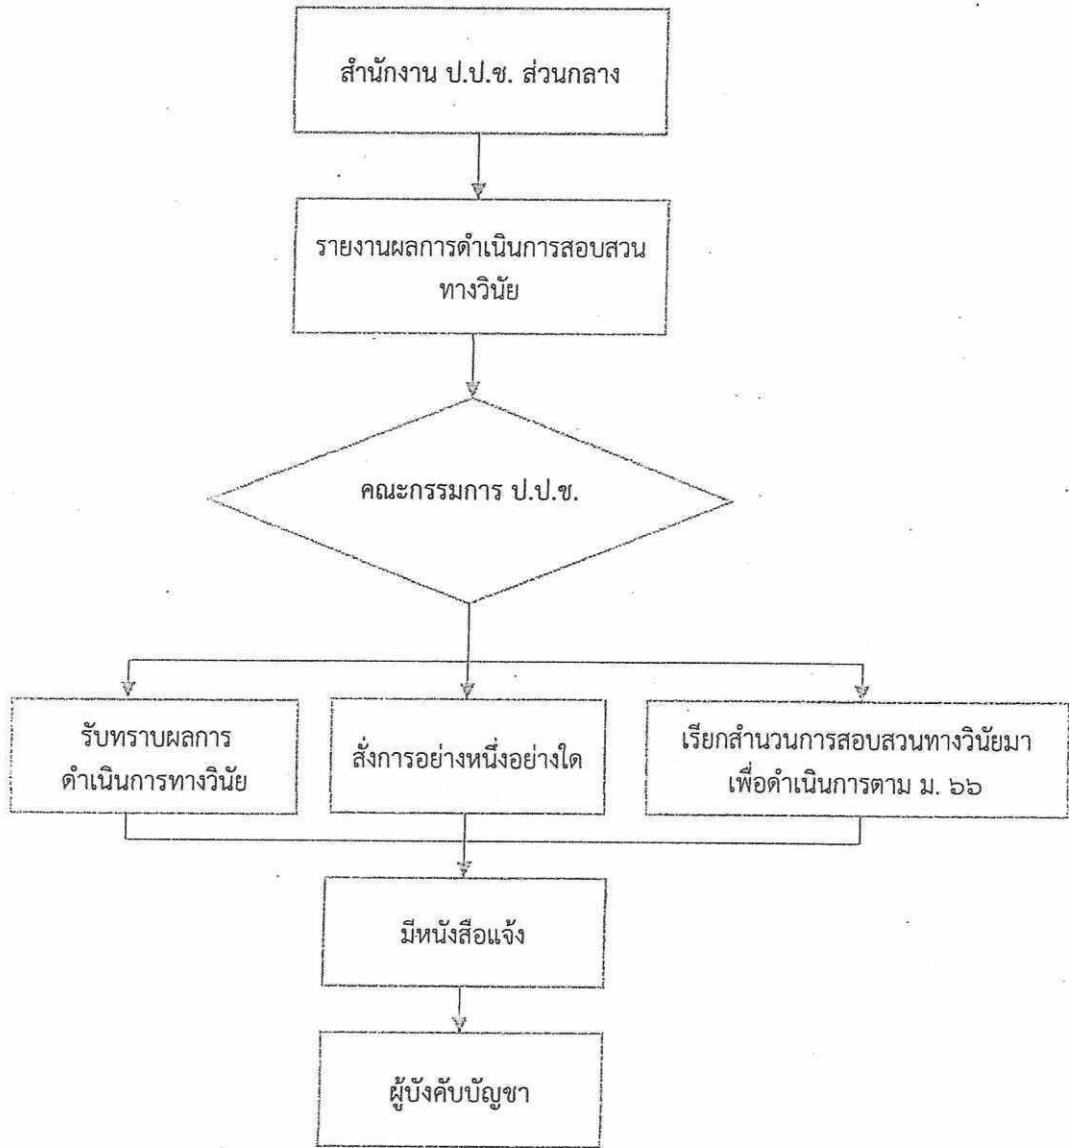 สำนักงาน ป.ป.ช. ส่วนกลาง
รายงานผลการดำเนินการสอบสวน
ทางวินัย
คณะกรรมการ ป.ป.ช.
รับทราบผลการ
ดำเนินการทางวินัย
สั่งการอย่างหนึ่งอย่างใด
เรียกสำนวนการสอบสวนทางวินัยมา
เพื่อดำเนินการตาม ม. ๖๖
มีหนังสือแจ้ง
ผู้บังคับบัญชา